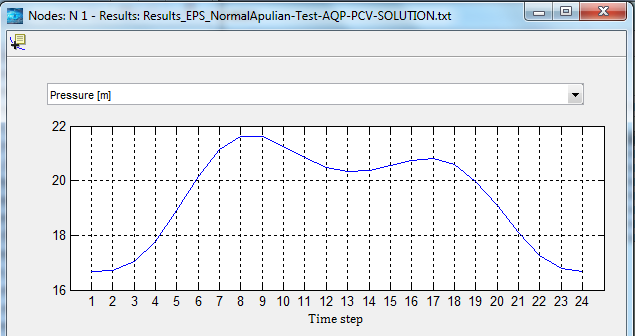 Nodes: N 1 - Results: Results_EPS_NormalApulian-Test-AQP-PCV-SOLUTION.txt
Pressure [m]
22
20
18
16
1 2 3 4 5 6 7 8 9 10 11 12 13 14 15 16 17 18 19 20 21 22 23 24
Time step